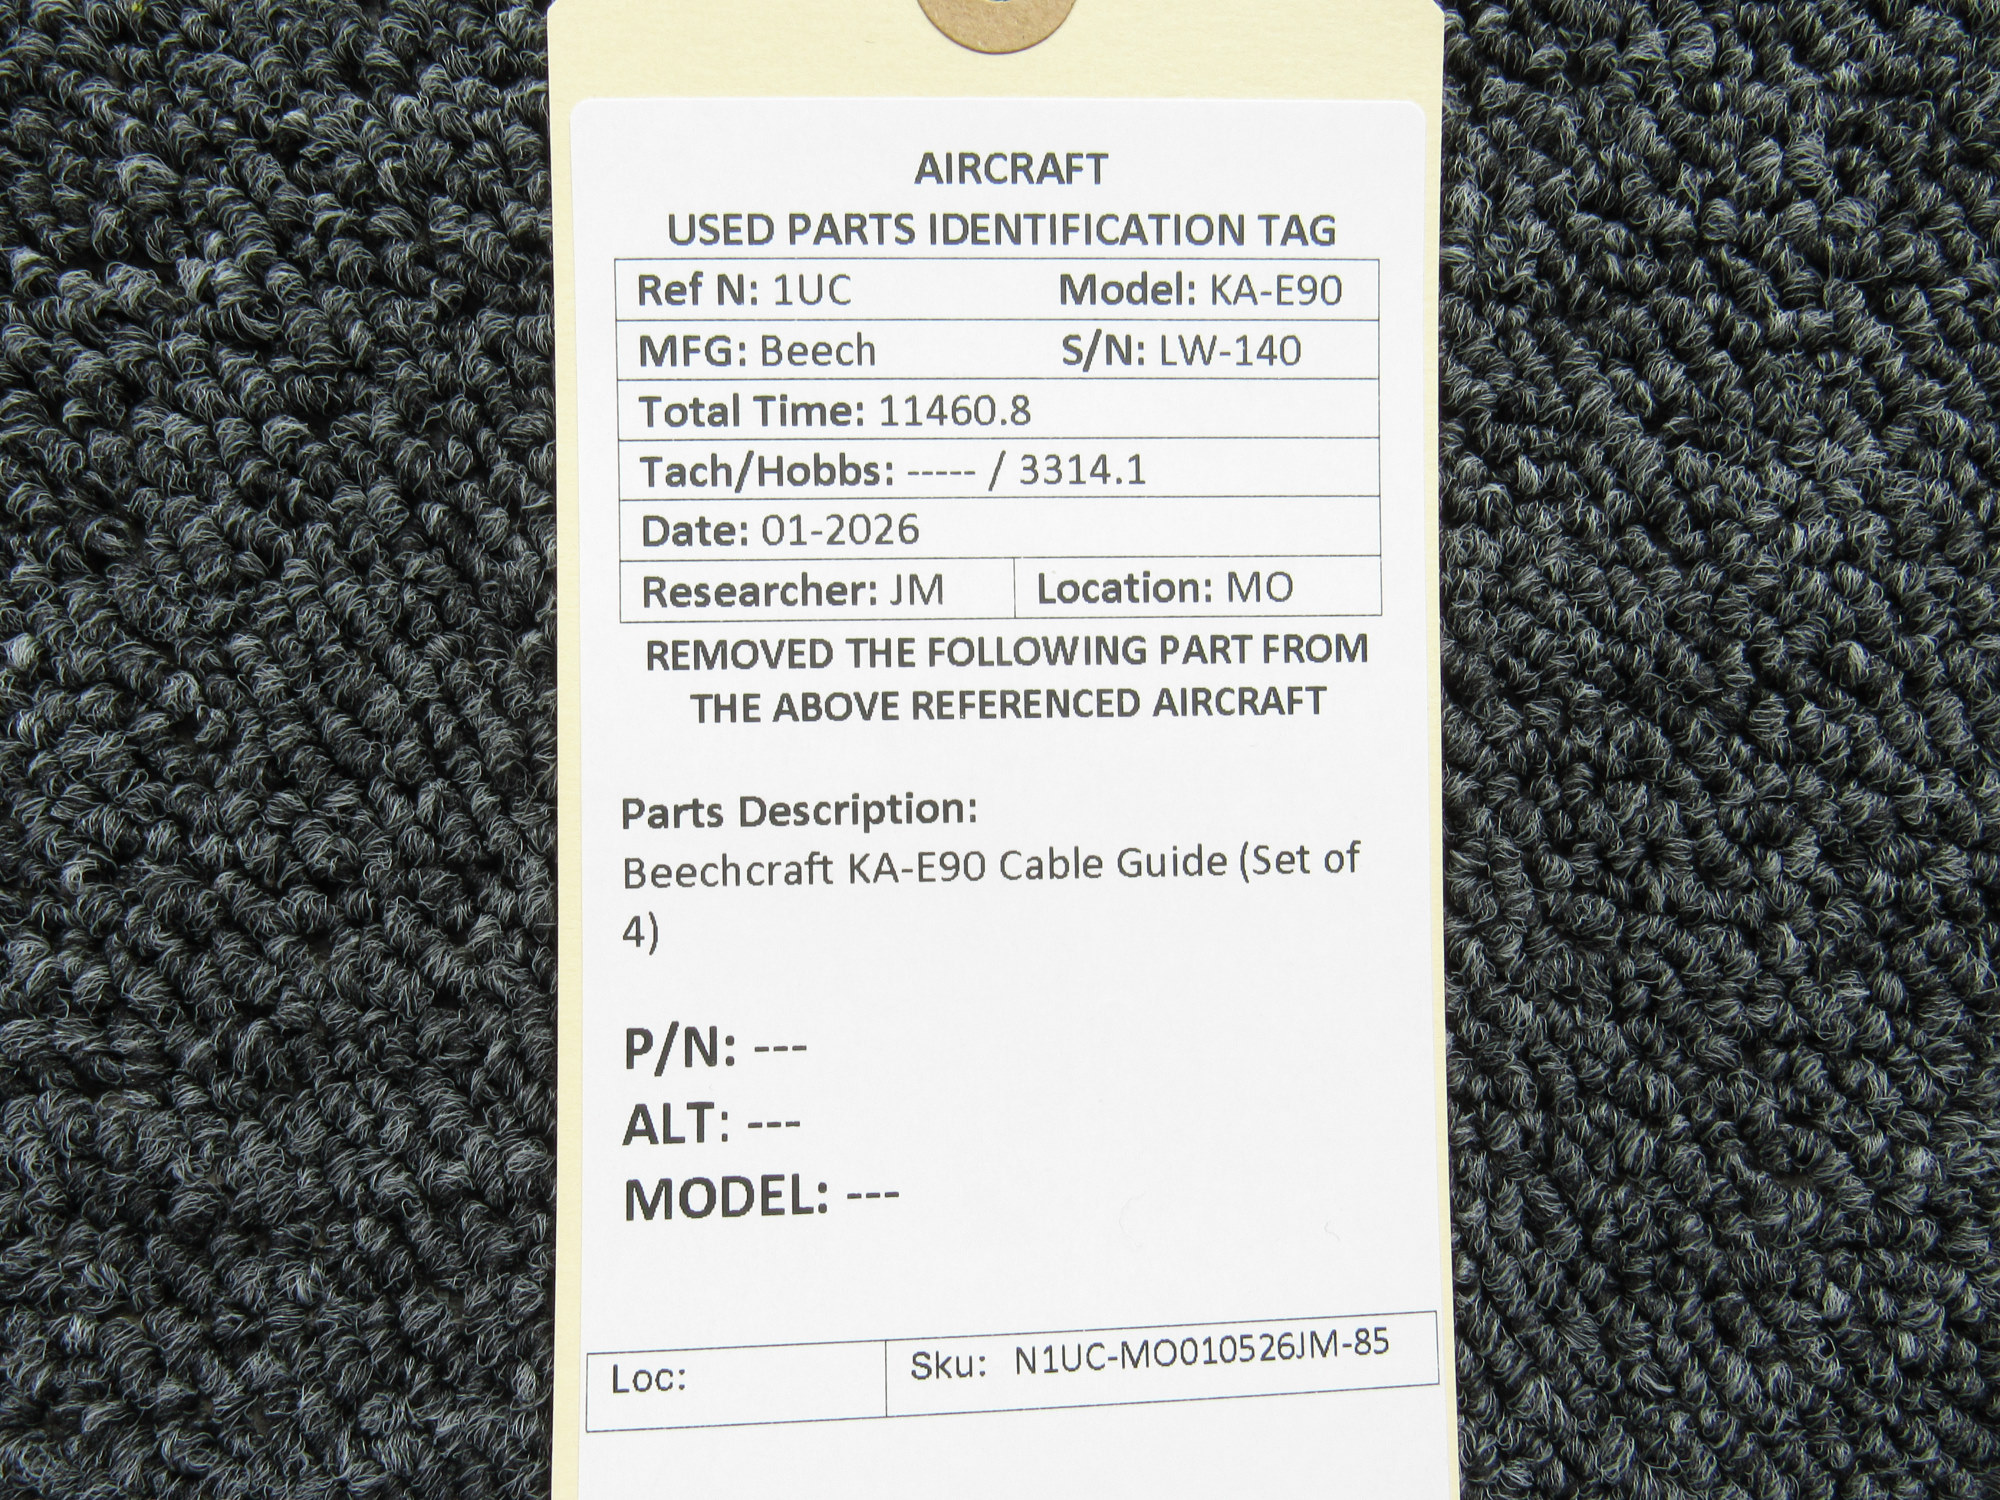 AIRCRAFT
USED PARTS IDENTIFICATION TAG
Ref N: 1UC Model: KA-E90
MFG: Beech S/N: LW-140
Total Time: 11460.8
Tach/Hobbs: ----- / 3314.1
Date: 01-2026
Researcher: JM Location: MO
REMOVED THE FOLLOWING PART FROM
THE ABOVE REFERENCED AIRCRAFT
Parts Description:
Beechcraft KA-E90 Cable Guide (Set of
4)
P/N: ---
ALT: ---
MODEL: ---
Loc: Sku: N1UC-MO010526JM-85